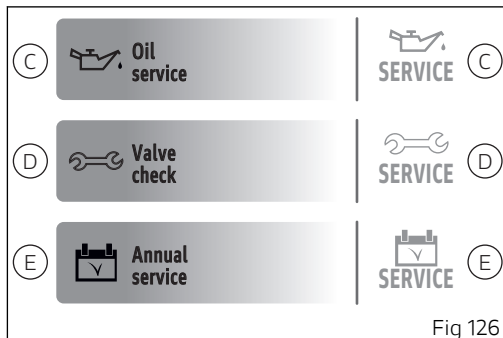 C
Oil
service
SERVICE
C
D
Valve
check
SERVICE
D
E
Annual
service
SERVICE
E
Fig 126